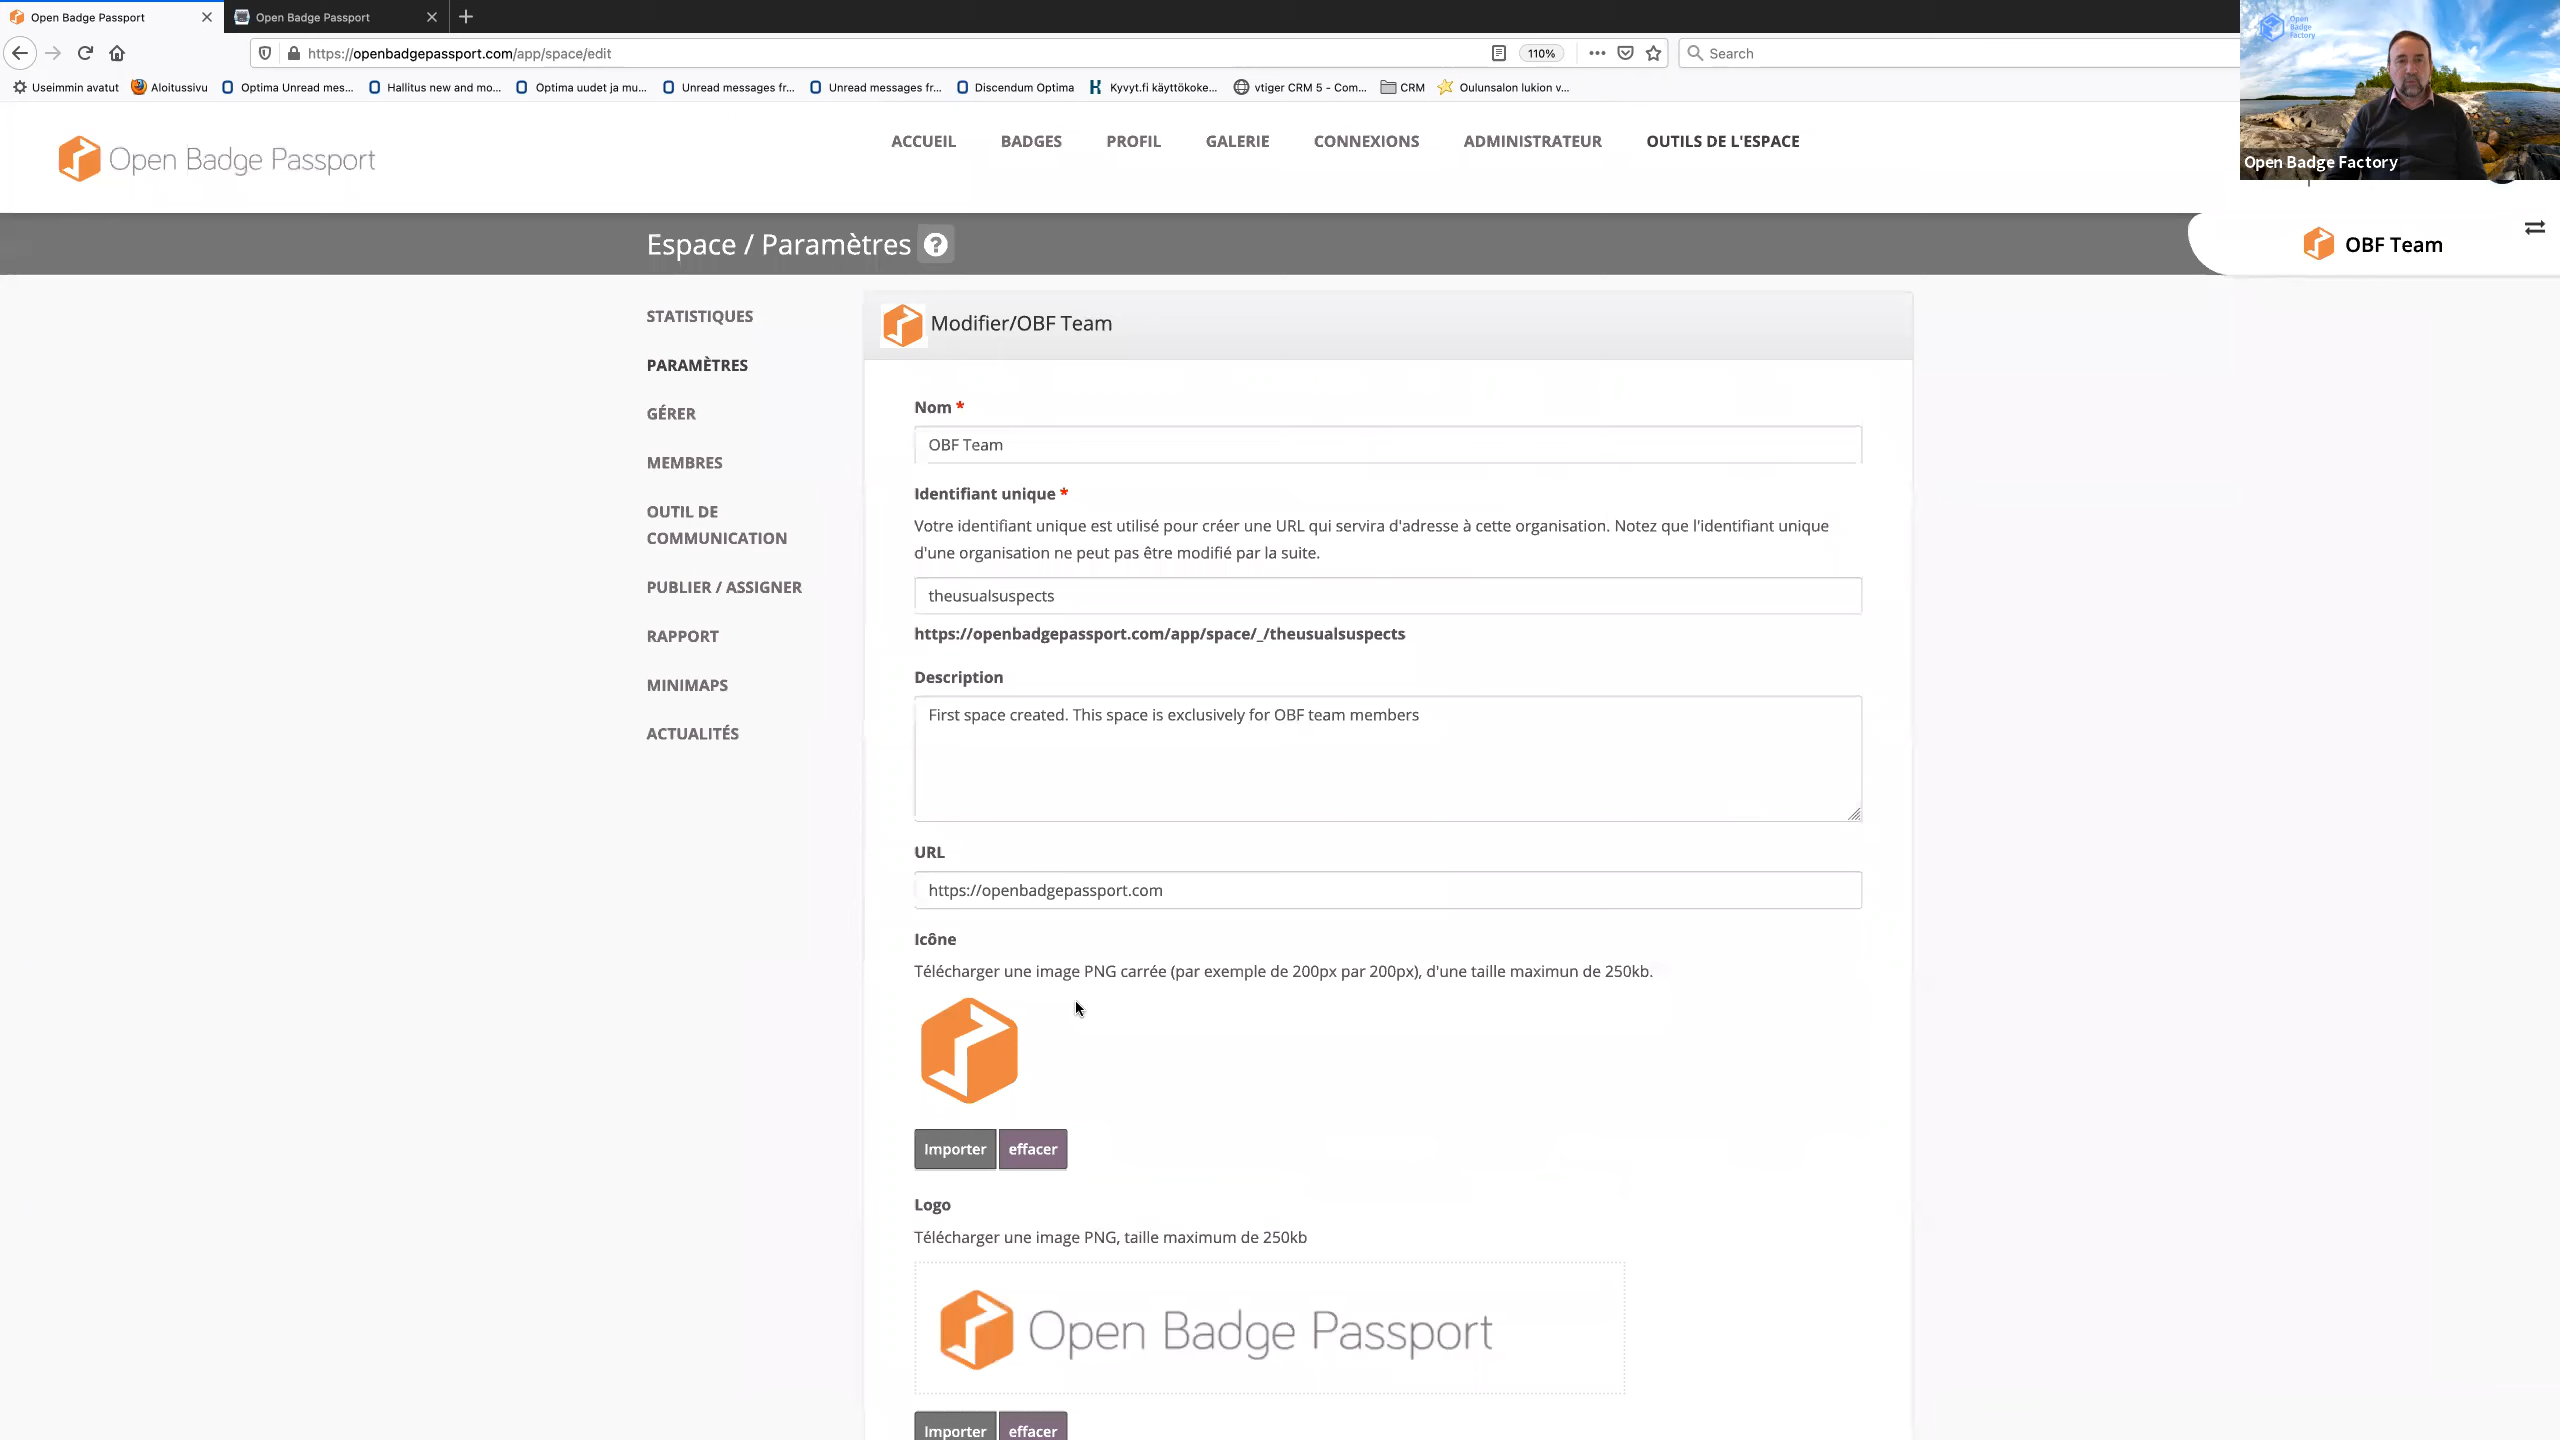 Open Badge Passport
Open Badge Passport
https://openbadgepassport.com/app/space/edit
110%
Search
Useimmin avatut
Aloitussivu
Optima Unread mes...
Hallitus new and mo...
Optima uudet ja mu...
Unread messages fr...
Unread messages fr...
Discendum Optima
Kyvyt.fi käyttökoke...
vtiger CRM 5 - Com...
CRM
Oulunsalon lukion v...
Open
Badge
Factory
Open Badge Factory
Open Badge Passport
ACCUEIL
BADGES
PROFIL
GALERIE
CONNEXIONS
ADMINISTRATEUR
OUTILS DE L'ESPACE
Espace / Paramètres ?
OBF Team
STATISTIQUES
PARAMÈTRES
GÉRER
MEMBRES
OUTIL DE
COMMUNICATION
PUBLIER / ASSIGNER
RAPPORT
MINIMAPS
ACTUALITÉS
Modifier/OBF Team
Nom *
OBF Team
Identifiant unique *
Votre identifiant unique est utilisé pour créer une URL qui servira d'adresse à cette organisation. Notez que l'identifiant unique
d'une organisation ne peut pas être modifié par la suite.
theusualsuspects
https://openbadgepassport.com/app/space/_/theusualsuspects
Description
First space created. This space is exclusively for OBF team members
URL
https://openbadgepassport.com
Icône
Télécharger une image PNG carrée (par exemple de 200px par 200px), d'une taille maximun de 250kb.
Importer
effacer
Logo
Télécharger une image PNG, taille maximum de 250kb
Open Badge Passport
Importer
effacer